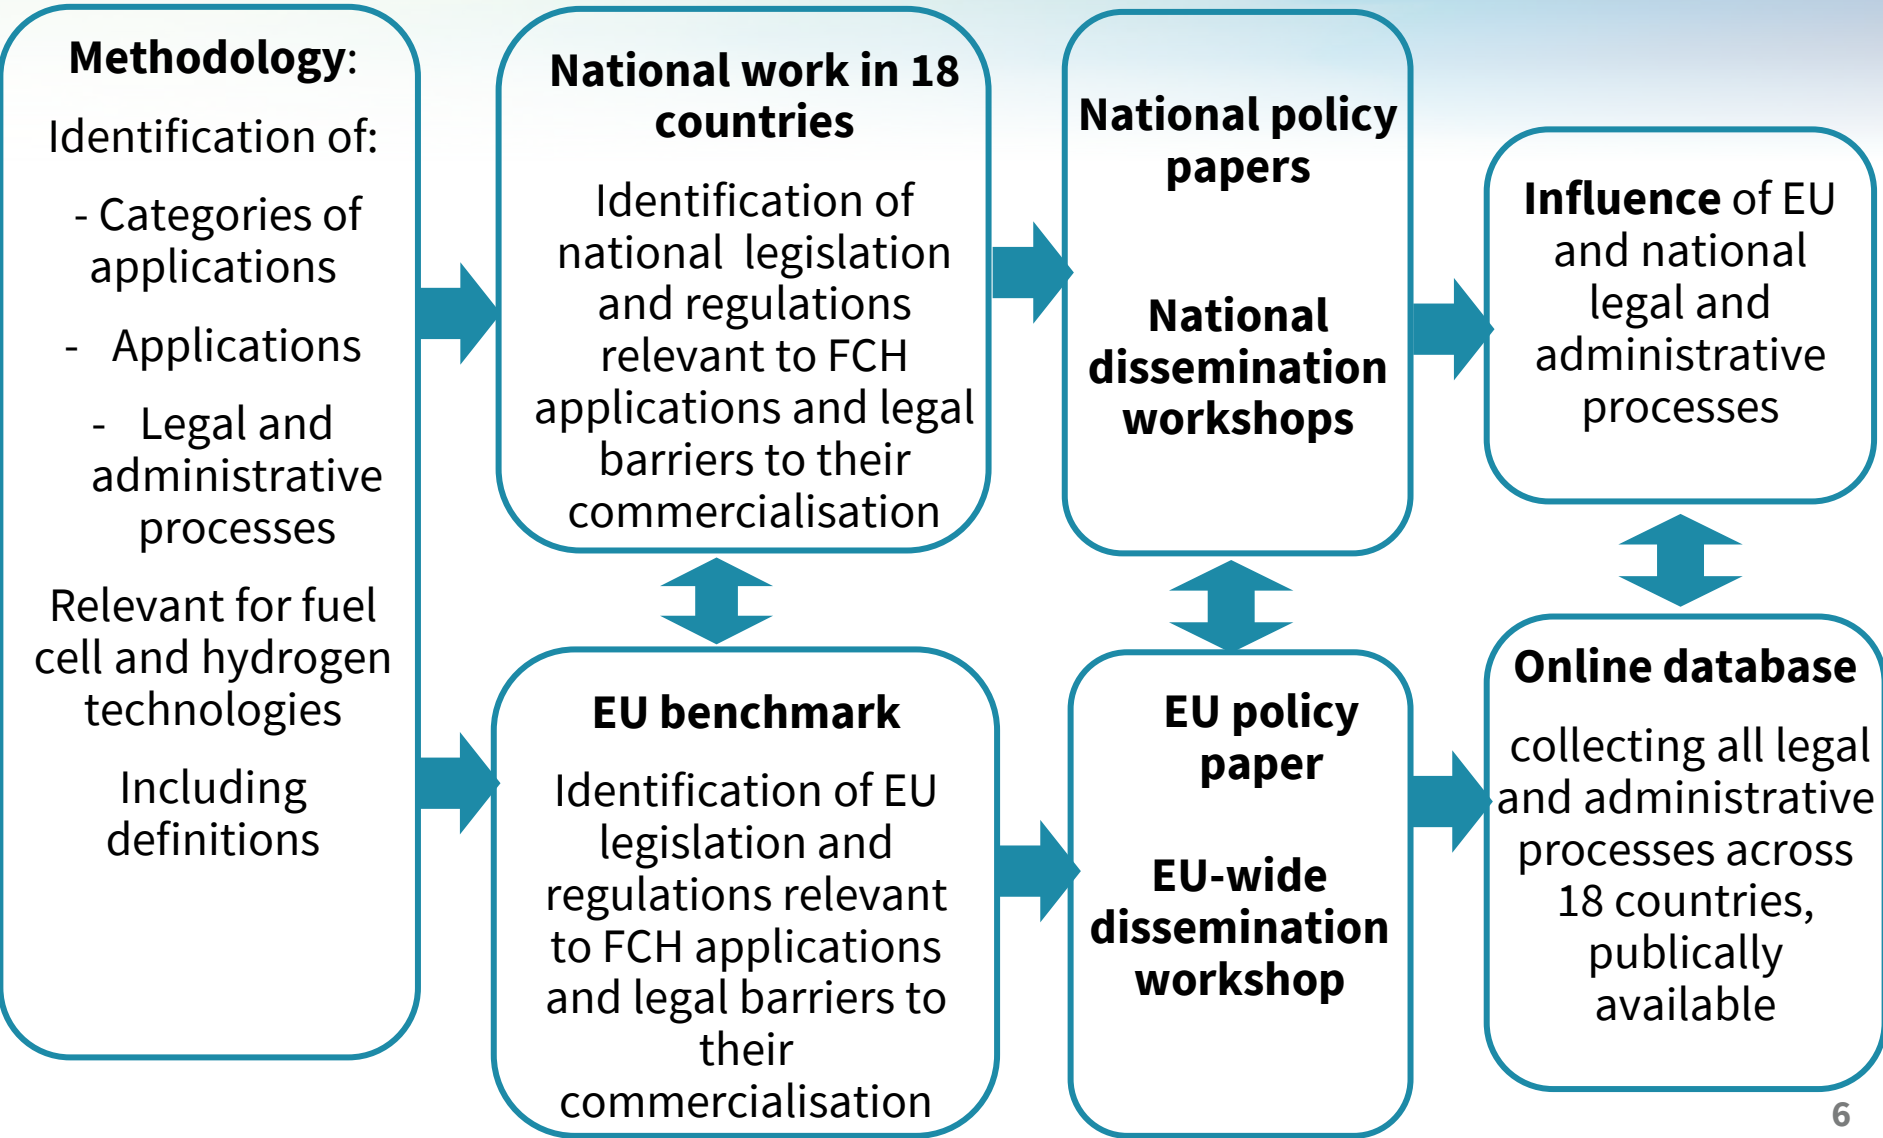 Methodology:
Identification of:
- Categories of
applications
- Applications
- Legal and
administrative
processes
Relevant for fuel
cell and hydrogen
technologies
Including
definitions
National work in 18
countries
Identification of
national legislation
and regulations
relevant to FCH
applications and legal
barriers to their
commercialisation
EU benchmark
Identification of EU
legislation and
regulations relevant
to FCH applications
and legal barriers to
their
commercialisation
National policy
papers
National
dissemination
workshops
EU policy
paper
EU-wide
dissemination
workshop
Influence of EU
and national
legal and
administrative
processes
Online database
collecting all legal
and administrative
processes across
18 countries,
publically
available
6